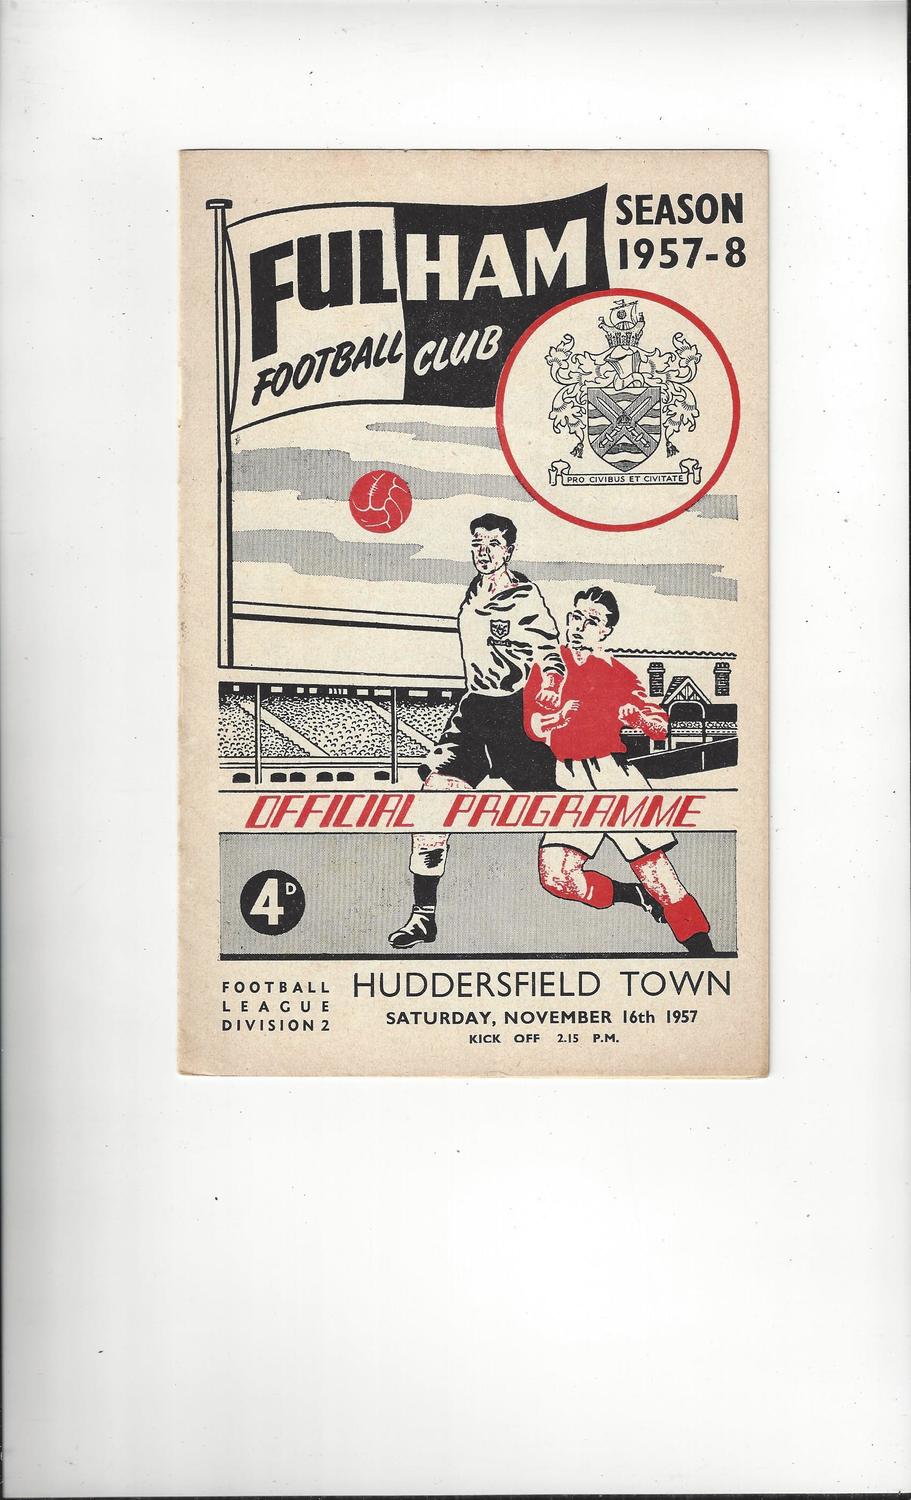 FULHAM
FOOTBALL CLUB
SEASON
1957-8
PRO CIVIBUS ET CIVITATE
OFFICIAL PROGRAMME
4D
FOOTBALL
LEAGUE
DIVISION 2
HUDDERSFIELD TOWN
SATURDAY, NOVEMBER 16th 1957
KICK OFF 2.15 P.M.